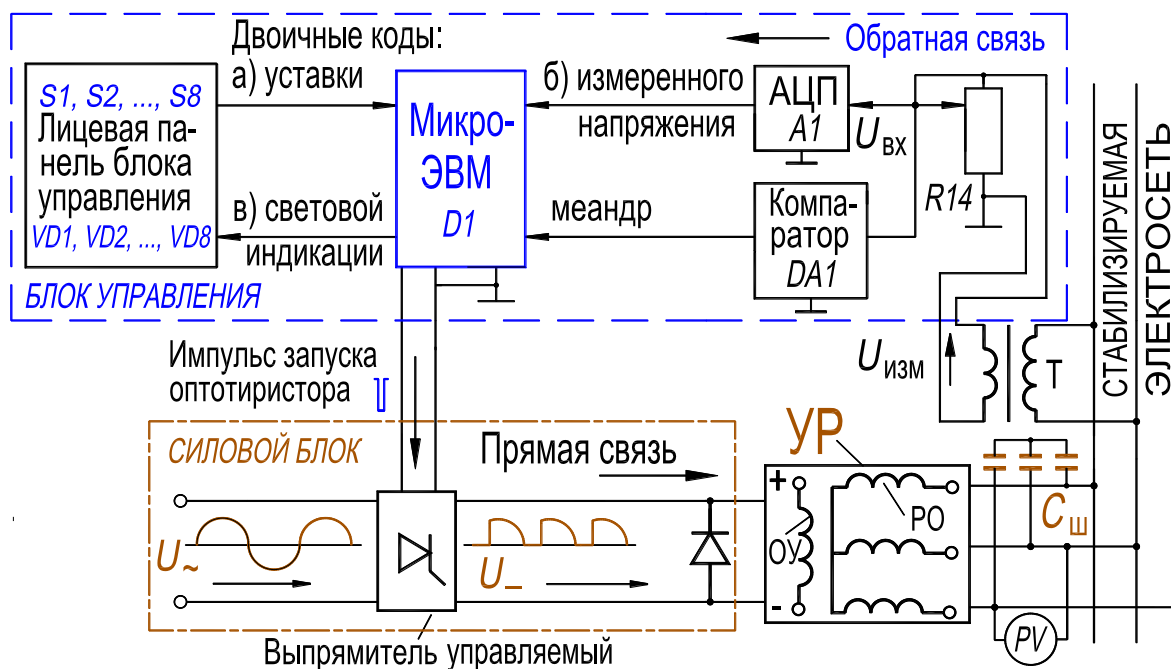 Двоичные коды:
Обратная связь
а) уставки
S1, S2, ..., S8
Лицевая па-
нель блока
управления
VD1, VD2, ..., VD8
Микро-
ЭВМ
D1
б) измеренного
напряжения
АЦП
A1
Uвх
R14
в) световой
индикации
меандр
Компа-
ратор
DA1
БЛОК УПРАВЛЕНИЯ
СТАБИЛИЗИРУЕМАЯ
ЭЛЕКТРОСЕТЬ
Импульс запуска
оптотиристора
Uизм
Т
СИЛОВОЙ БЛОК
Прямая связь
УР
+
РО
Cш
ОУ
U~
U_
-
PV
Выпрямитель управляемый